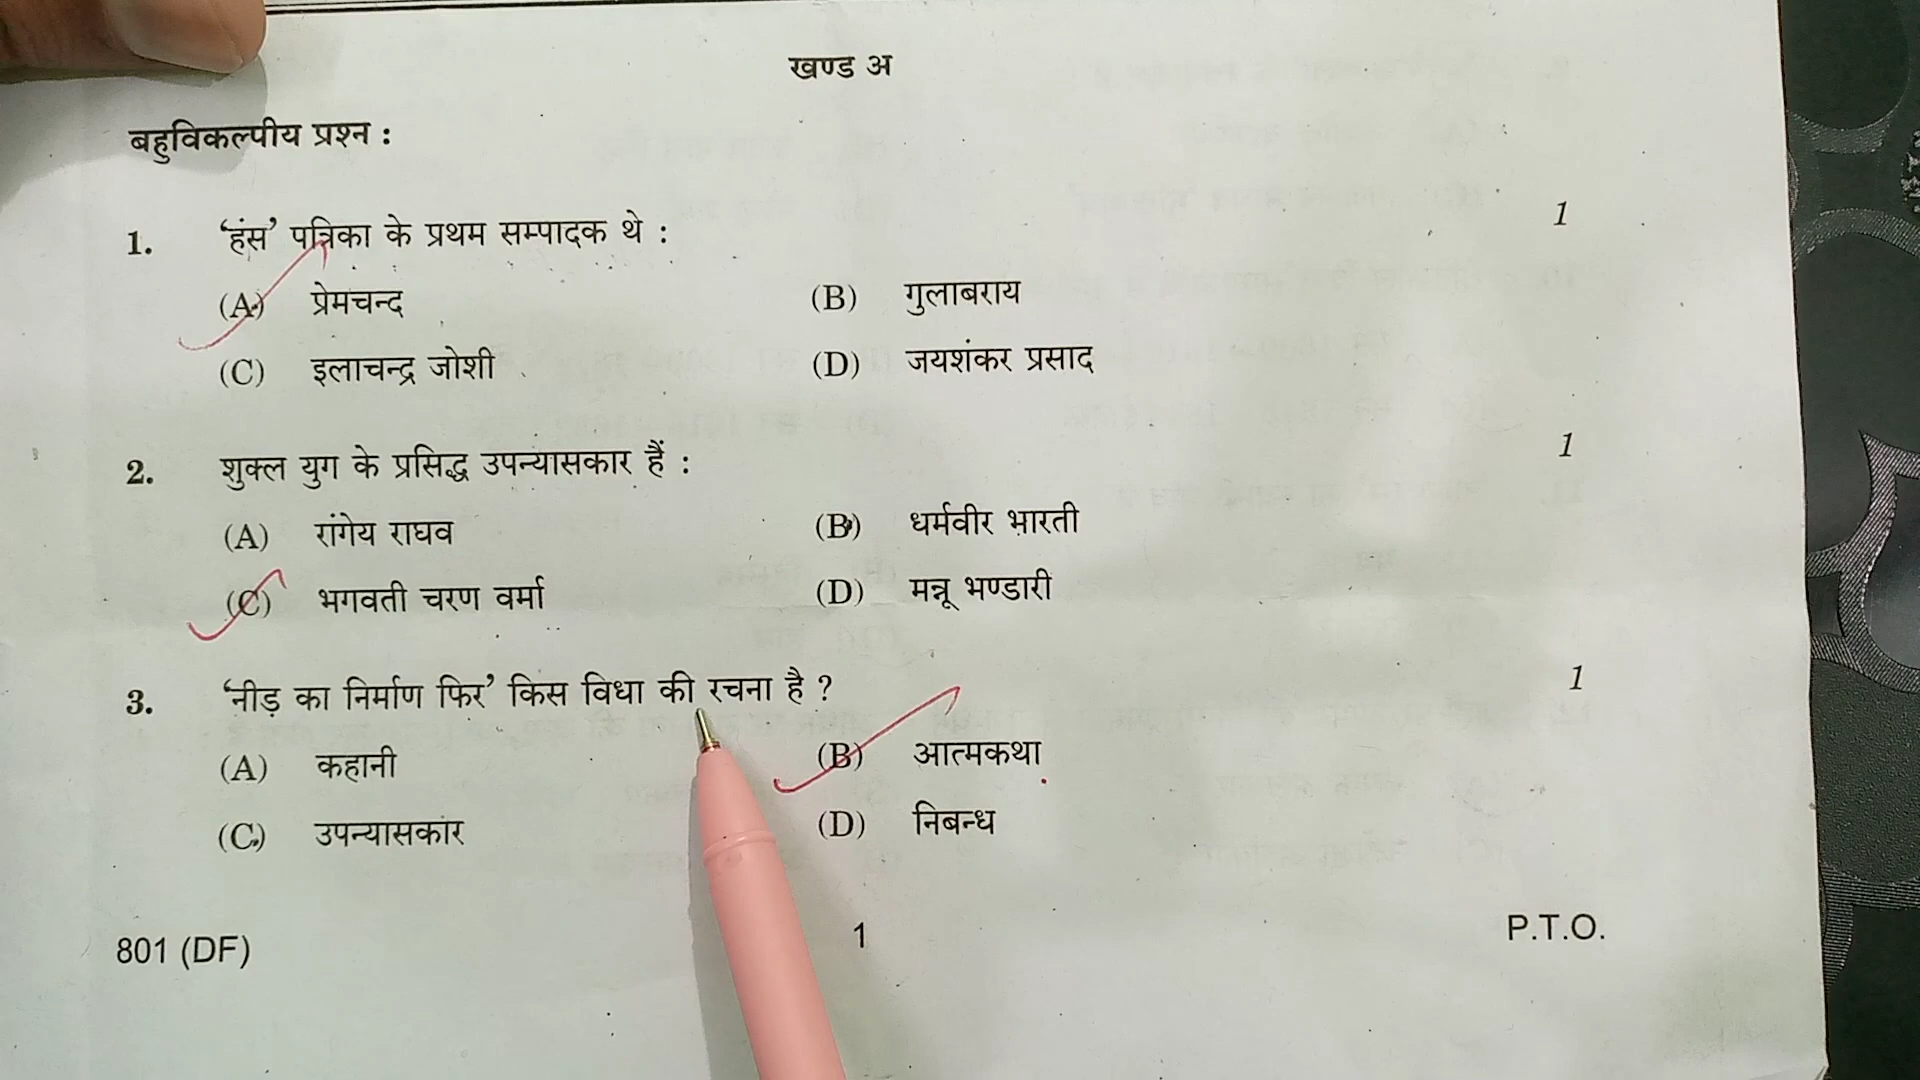 खण्ड अ
बहुविकल्पीय प्रश्न :
1. ‘हंस’ पत्रिका के प्रथम सम्पादक थे : 1
(A) प्रेमचन्द (B) गुलाबराय
(C) इलाचन्द्र जोशी (D) जयशंकर प्रसाद
2. शुक्ल युग के प्रसिद्ध उपन्यासकार हैं : 1
(A) रांगेय राघव (B) धर्मवीर भारती
(C) भगवती चरण वर्मा (D) मन्नू भण्डारी
3. ‘नीड़ का निर्माण फिर’ किस विधा की रचना है ? 1
(A) कहानी (B) आत्मकथा
(C) उपन्यासकार (D) निबन्ध
801 (DF) 1 P.T.O.